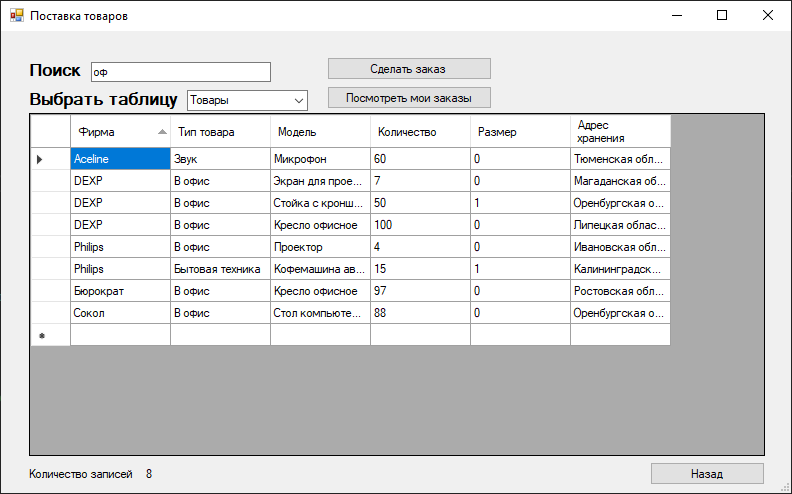 Поставка товаров
Поиск оф Сделать заказ
Выбрать таблицу Товары Посмотреть мои заказы
Фирма Тип товара Модель Количество Размер Адрес хранения
Aceline Звук Микрофон 60 0 Тюменская обл...
DEXP В офис Экран для прое... 7 0 Магаданская об...
DEXP В офис Стойка с кронш... 50 1 Оренбургская о...
DEXP В офис Кресло офисное 100 0 Липецкая облас...
Philips В офис Проектор 4 0 Ивановская обл...
Philips Бытовая техника Кофемашина ав... 15 1 Калининградск...
Бюрократ В офис Кресло офисное 97 0 Ростовская обл...
Сокол В офис Стол компьюте... 88 0 Оренбургская о...
Количество записей 8 Назад